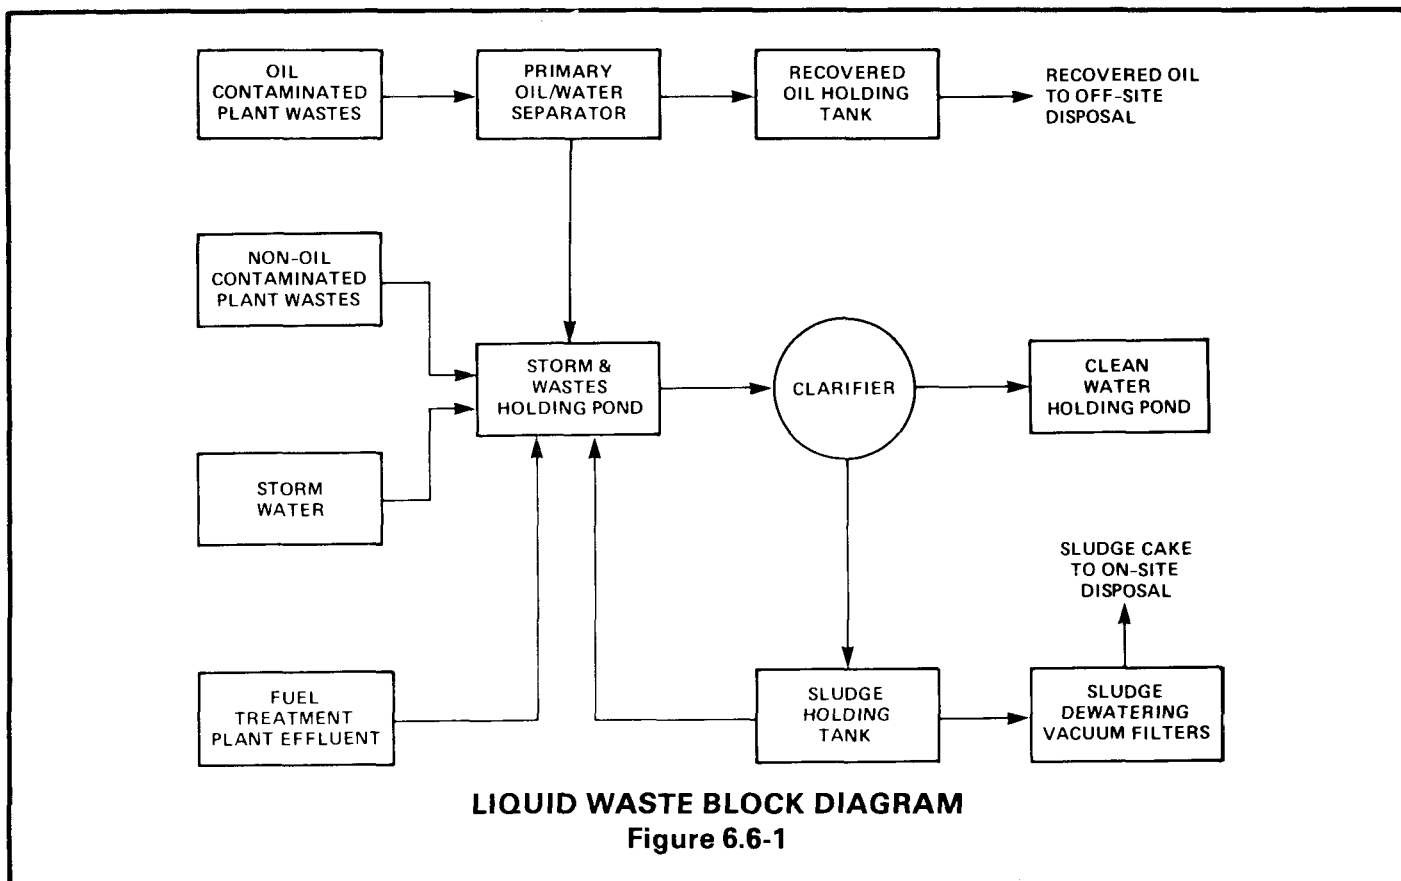 OIL
CONTAMINATED
PLANT WASTES
PRIMARY
OIL/WATER
SEPARATOR
RECOVERED
OIL HOLDING
TANK
RECOVERED OIL
TO OFF-SITE
DISPOSAL
NON-OIL
CONTAMINATED
PLANT WASTES
STORM &
WASTES
HOLDING POND
CLARIFIER
CLEAN
WATER
HOLDING POND
STORM
WATER
SLUDGE CAKE
TO ON-SITE
DISPOSAL
FUEL
TREATMENT
PLANT EFFLUENT
SLUDGE
HOLDING
TANK
SLUDGE
DEWATERING
VACUUM FILTERS
LIQUID WASTE BLOCK DIAGRAM
Figure 6.6-1